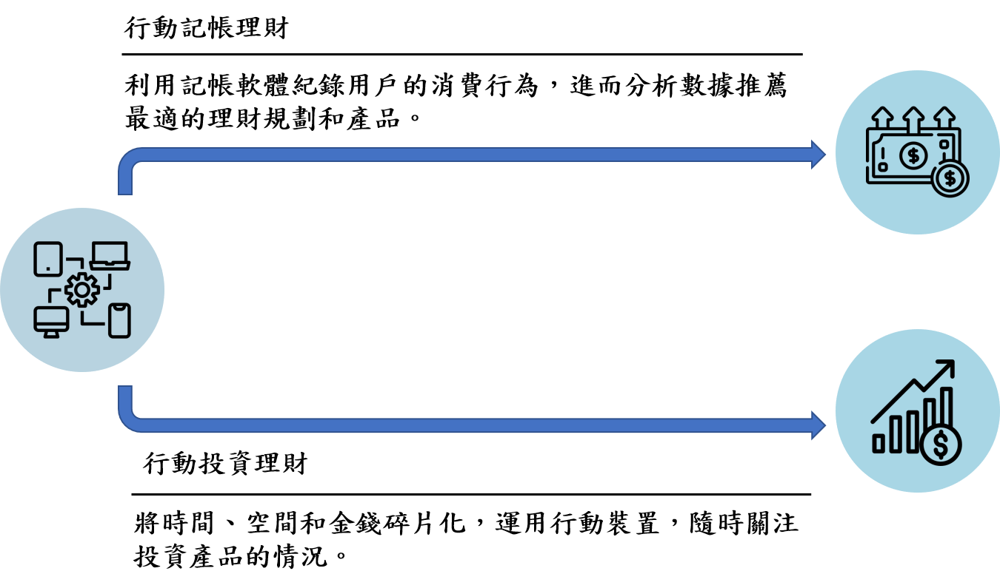 行動記帳理財
利用記帳軟體紀錄用戶的消費行為，進而分析數據推薦
最適的理財規劃和產品。
行動投資理財
將時間、空間和金錢碎片化，運用行動裝置，隨時關注
投資產品的情況。